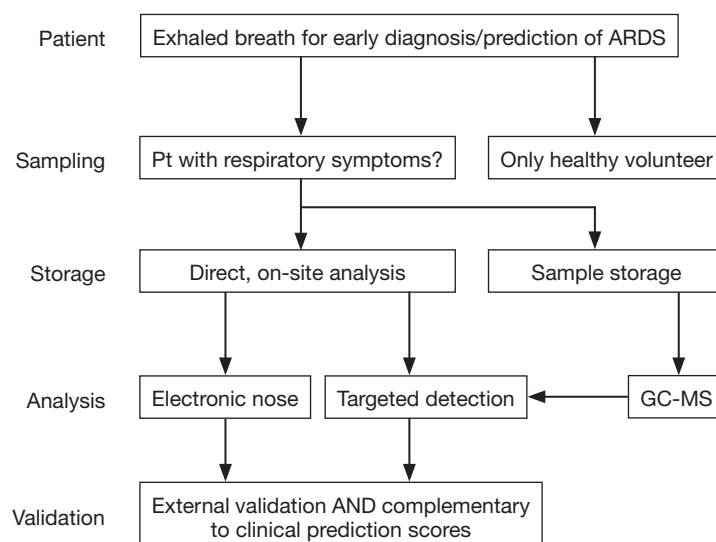 Patient
Exhaled breath for early diagnosis/prediction of ARDS
Sampling
Pt with respiratory symptoms?
Only healthy volunteer
Storage
Direct, on-site analysis
Sample storage
Analysis
Electronic nose
Targeted detection
GC-MS
Validation
External validation AND complementary
to clinical prediction scores